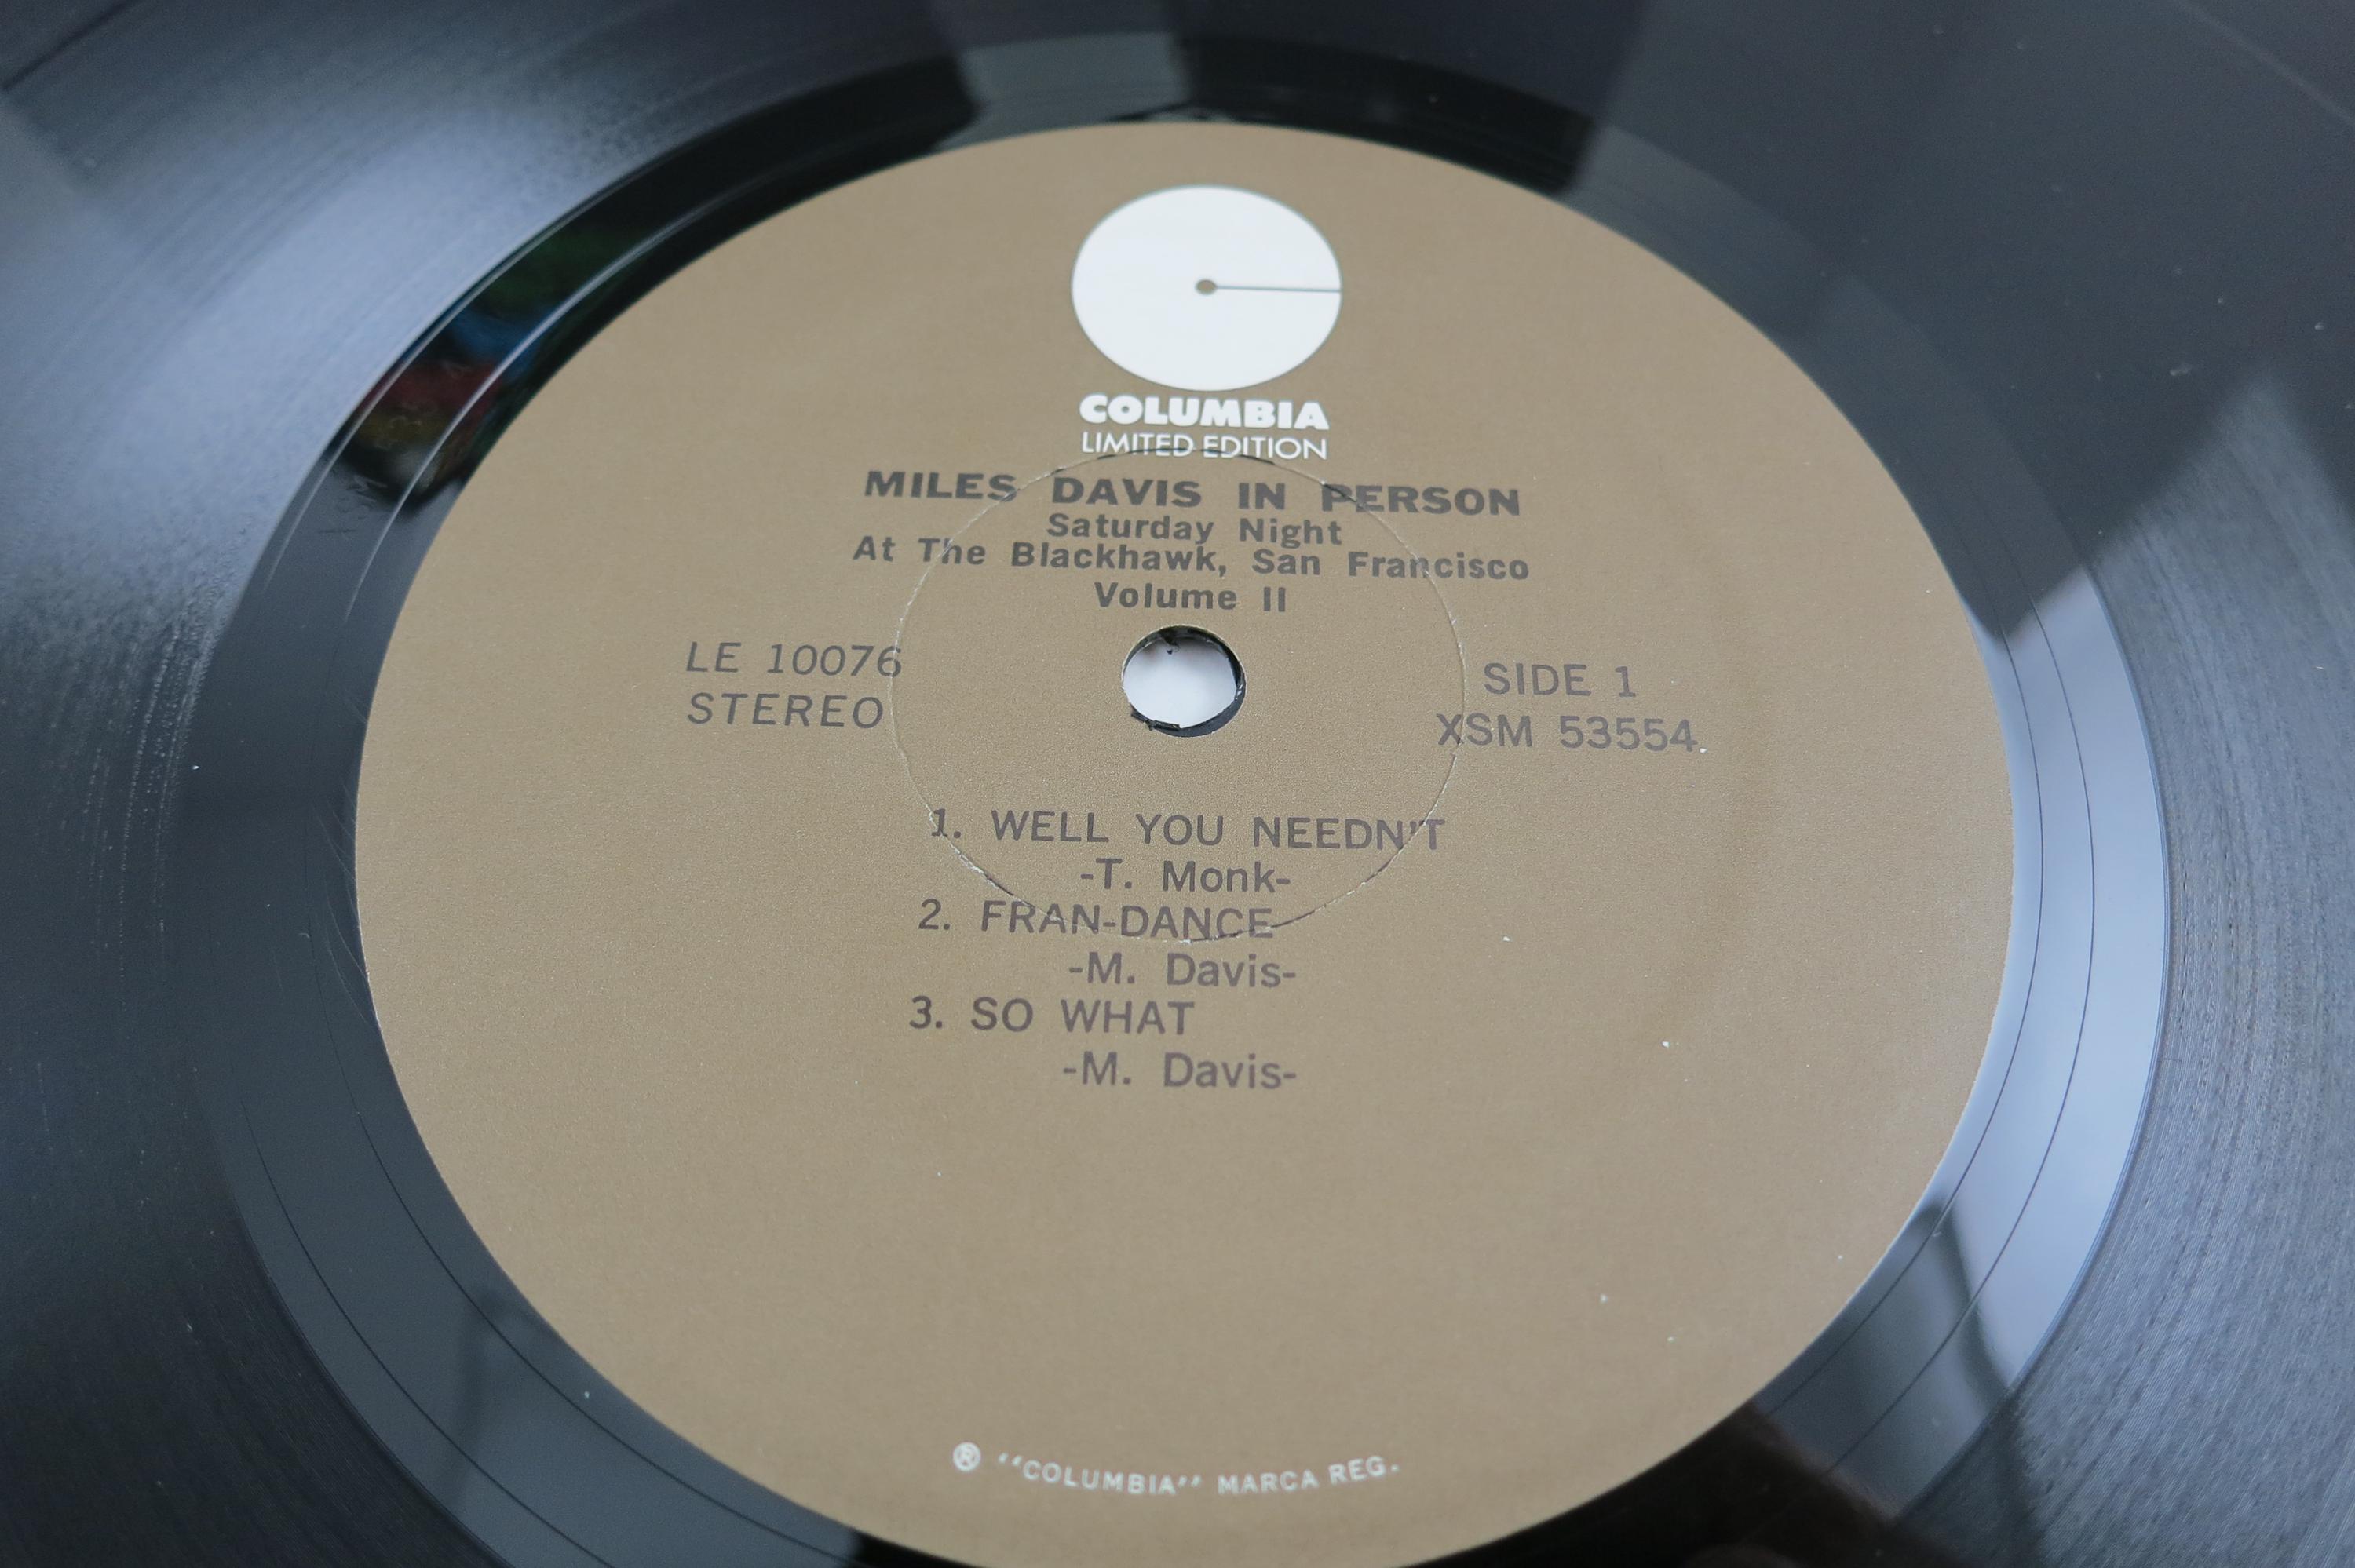 COLUMBIA
LIMITED EDITION
MILES DAVIS IN PERSON
Saturday Night
At The Blackhawk, San Francisco
Volume II
LE 10076
STEREO
SIDE 1
XSM 53554
1. WELL YOU NEEDN'T
-T. Monk-
2. FRAN-DANCE
-M. Davis-
3. SO WHAT
-M. Davis-
® "COLUMBIA" MARCA REG.